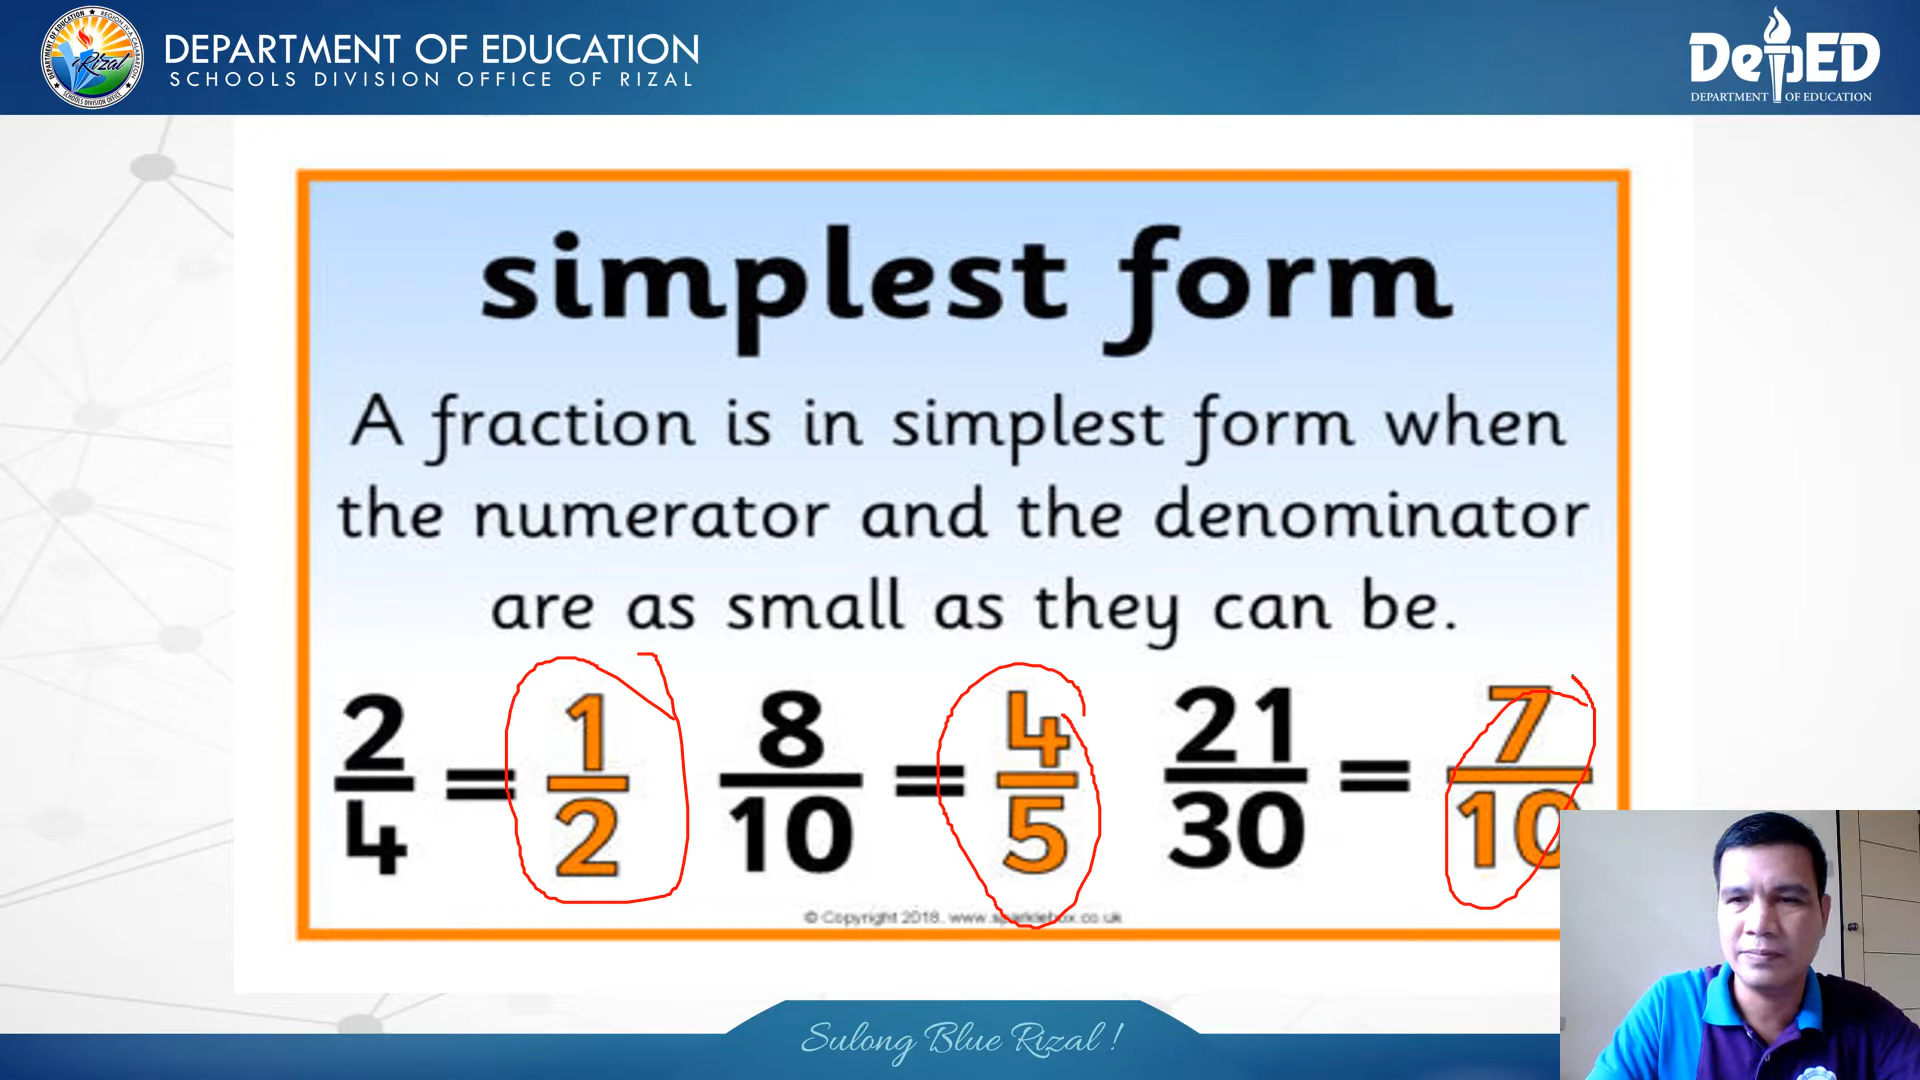 DEPARTMENT OF EDUCATION
SCHOOLS DIVISION OFFICE OF RIZAL
DepED
DEPARTMENT OF EDUCATION
Rizal
simplest form
A fraction is in simplest form when
the numerator and the denominator
are as small as they can be.
2/4 = 1/2 8/10 = 4/5 21/30 = 7/10
© Copyright 2018, www.sparklebox.co.uk
Sulong Blue Rizal !